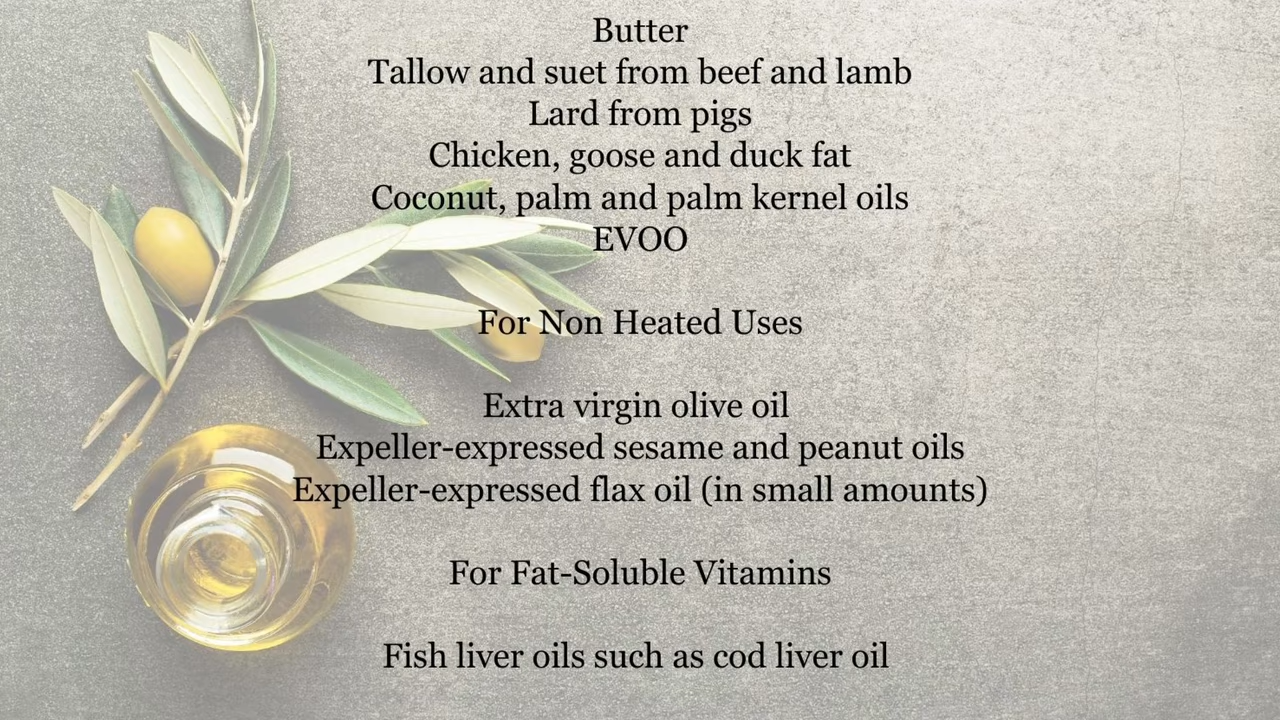 Butter
Tallow and suet from beef and lamb
Lard from pigs
Chicken, goose and duck fat
Coconut, palm and palm kernel oils
EVOO
For Non Heated Uses
Extra virgin olive oil
Expeller-expressed sesame and peanut oils
Expeller-expressed flax oil (in small amounts)
For Fat-Soluble Vitamins
Fish liver oils such as cod liver oil